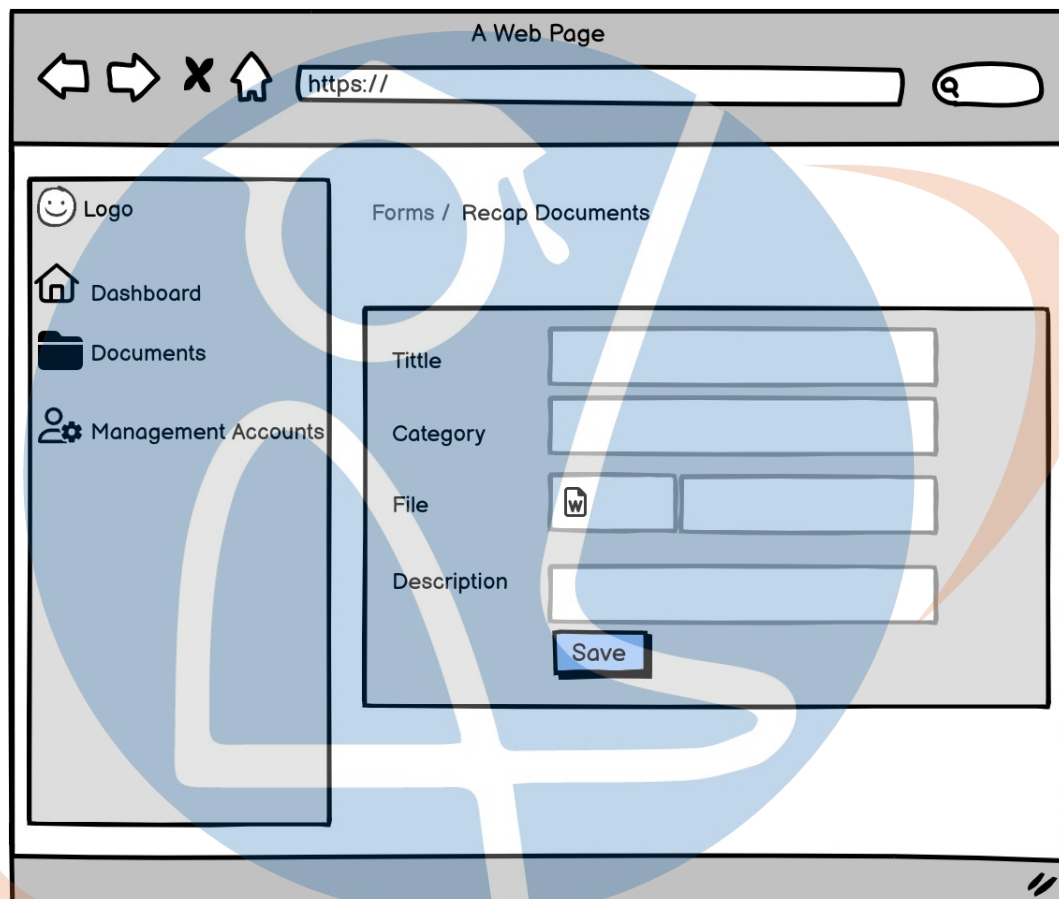 A Web Page
https://
Logo
Forms / Recap Documents
Dashboard
Documents
Management Accounts
Tittle
Category
File
W
Description
Save